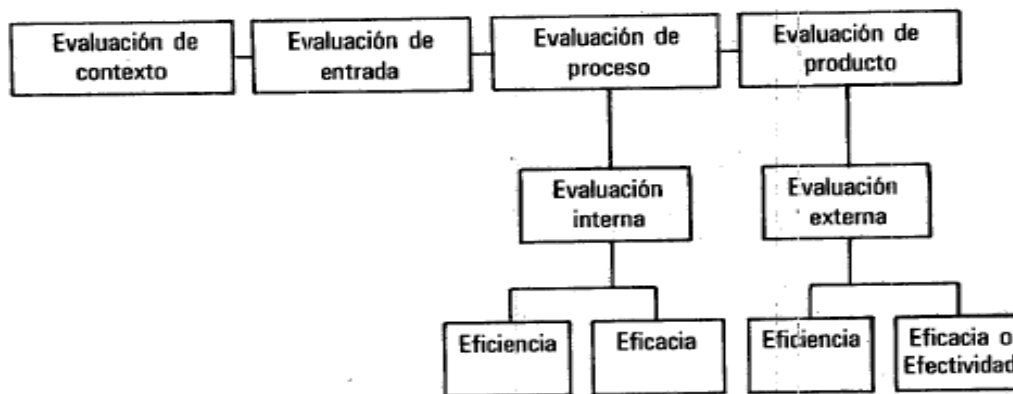 Evaluación de
contexto
Evaluación de
entrada
Evaluación de
proceso
Evaluación de
producto
Evaluación
interna
Evaluación
externa
Eficiencia
Eficacia
Eficiencia
Eficacia o
Efectividad